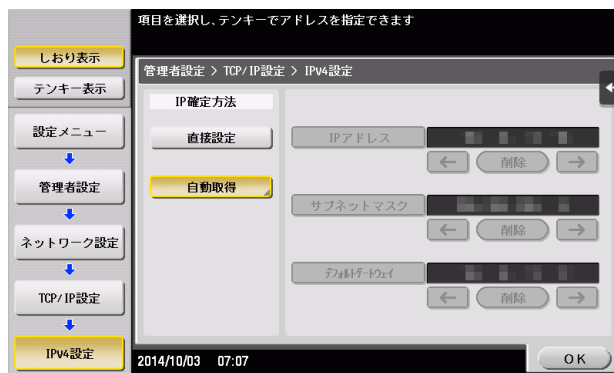 項目を選択し、テンキーでアドレスを指定できます
しおり表示
テンキー表示
設定メニュー
管理者設定
ネットワーク設定
TCP/IP設定
IPv4設定
管理者設定 > TCP/IP設定 > IPv4設定
IP確定方法
直接設定
自動取得
IPアドレス
← 削除 →
サブネットマスク
← 削除 →
デフォルトゲートウェイ
← 削除 →
2014/10/03 07:07
OK